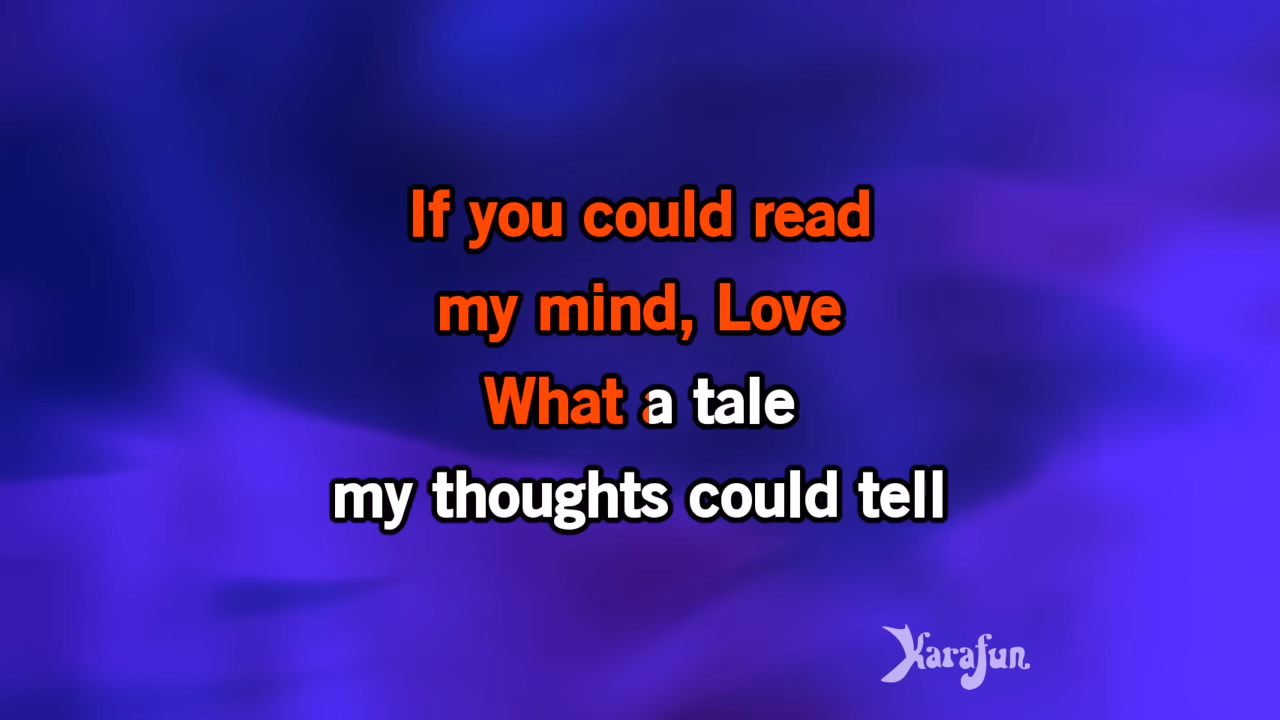 If you could read
my mind, Love
What a tale
my thoughts could tell
Karafun